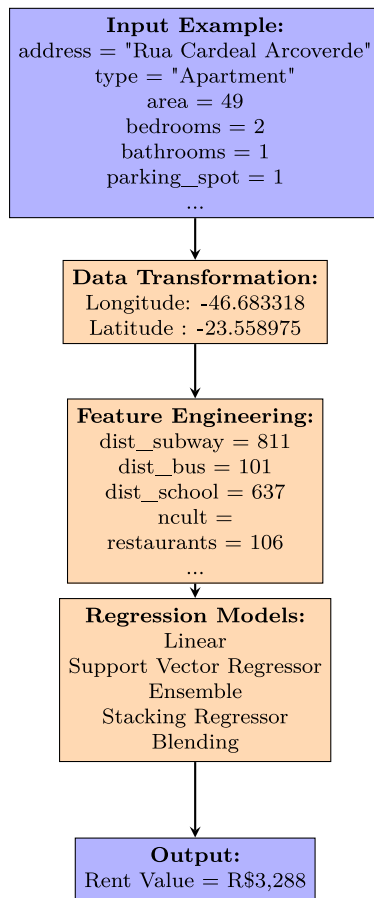 Input Example:
address = "Rua Cardeal Arcoverde"
type = "Apartment"
area = 49
bedrooms = 2
bathrooms = 1
parking_spot = 1
...
Data Transformation:
Longitude: -46.683318
Latitude : -23.558975
Feature Engineering:
dist_subway = 811
dist_bus = 101
dist_school = 637
ncult =
restaurants = 106
...
Regression Models:
Linear
Support Vector Regressor
Ensemble
Stacking Regressor
Blending
Output:
Rent Value = R$3,288